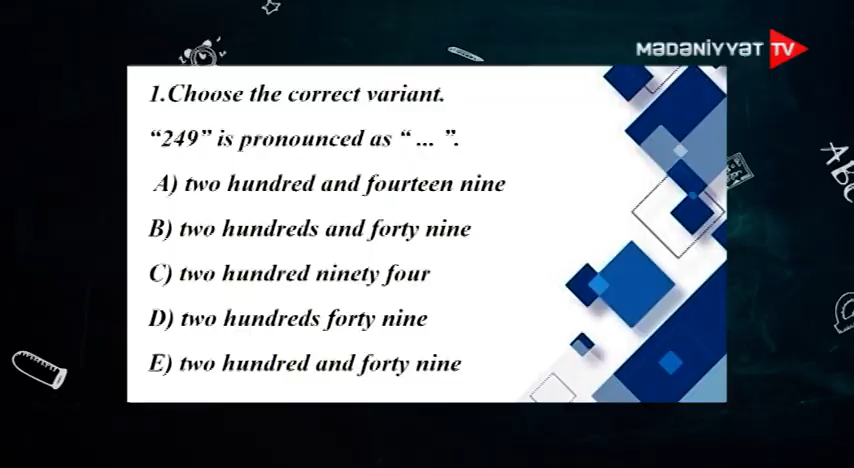 MƏDƏNİYYƏT TV
1.Choose the correct variant.
“249” is pronounced as “ ... ”.
A) two hundred and fourteen nine
B) two hundreds and forty nine
C) two hundred ninety four
D) two hundreds forty nine
E) two hundred and forty nine
ABC